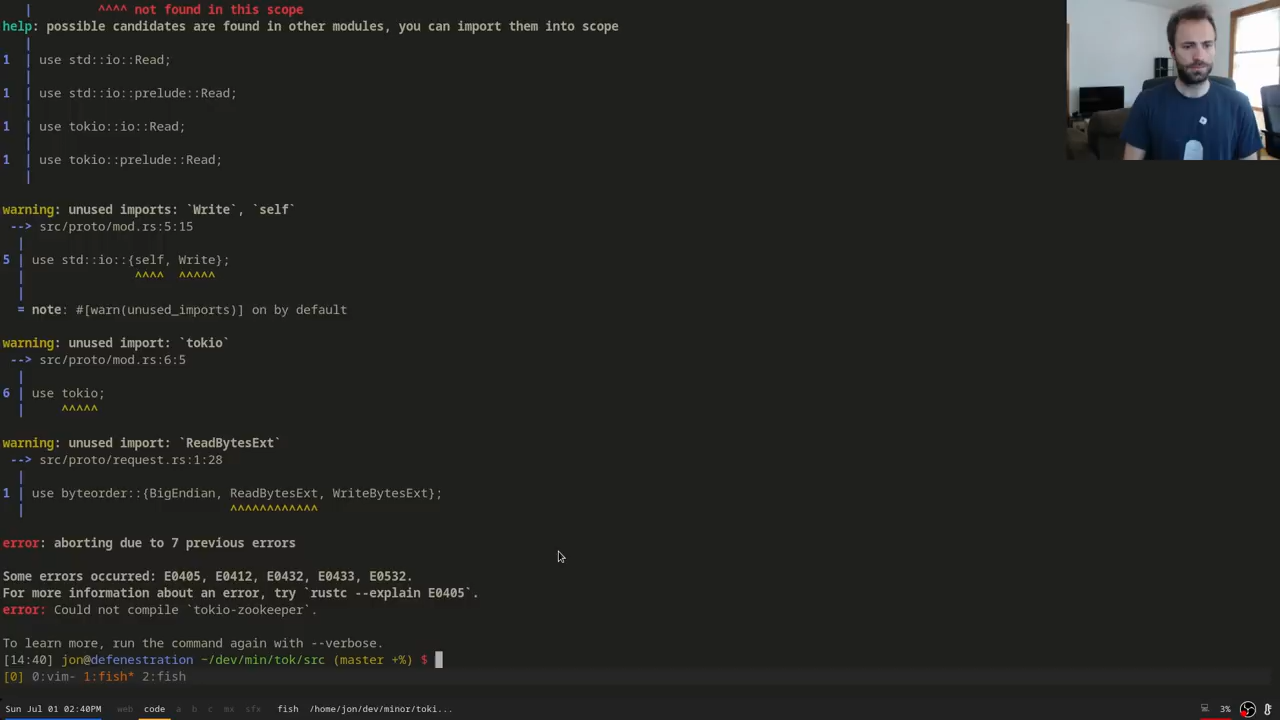 ^^^^ not found in this scope
help: possible candidates are found in other modules, you can import them into scope
|
1 | use std::io::Read;
|
1 | use std::io::prelude::Read;
|
1 | use tokio::io::Read;
|
1 | use tokio::prelude::Read;
|
warning: unused imports: `Write`, `self`
--> src/proto/mod.rs:5:15
|
5 | use std::io::{self, Write};
| ^^^^ ^^^^^
|
= note: #[warn(unused_imports)] on by default
warning: unused import: `tokio`
--> src/proto/mod.rs:6:5
|
6 | use tokio;
| ^^^^^
warning: unused import: `ReadBytesExt`
--> src/proto/request.rs:1:28
|
1 | use byteorder::{BigEndian, ReadBytesExt, WriteBytesExt};
| ^^^^^^^^^^^^
error: aborting due to 7 previous errors
Some errors occurred: E0405, E0412, E0432, E0433, E0532.
For more information about an error, try `rustc --explain E0405`.
error: Could not compile `tokio-zookeeper`.
To learn more, run the command again with --verbose.
[14:40] jon@defenestration ~/dev/min/tok/src (master +%) $
[0] 0:vim- 1:fish* 2:fish
Sun Jul 01 02:40PM web code a b c mx sfx fish /home/jon/dev/minor/toki... 3%